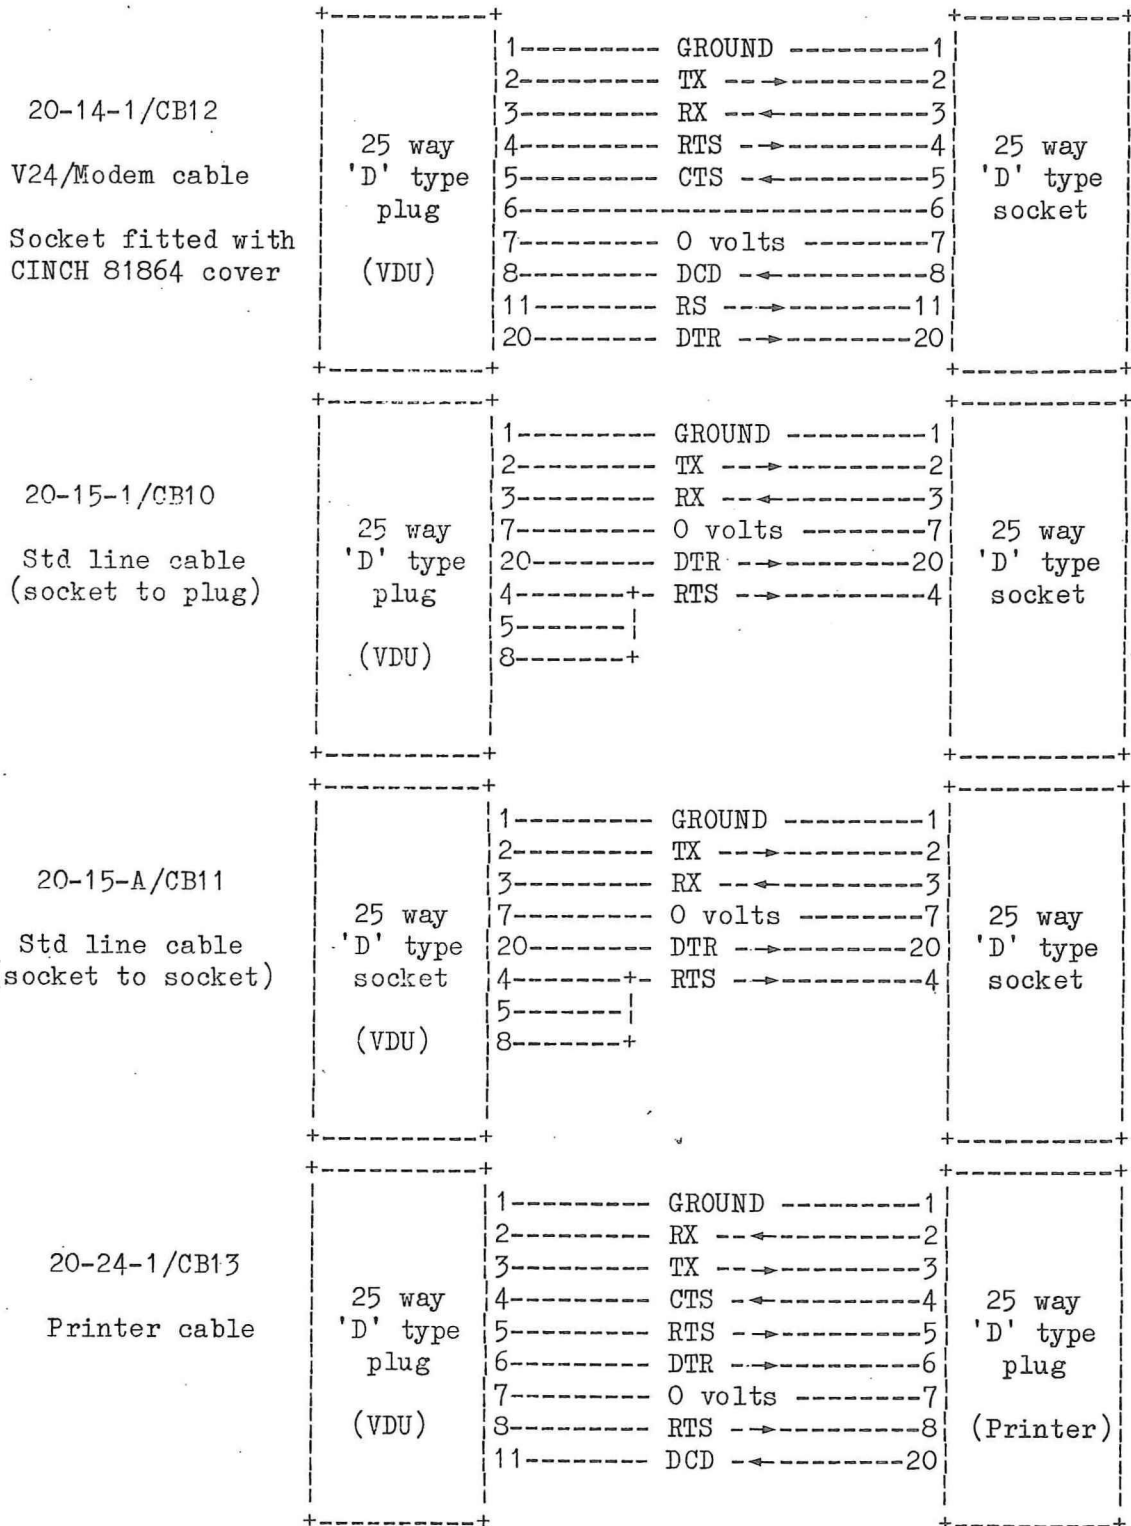 20-14-1/CB12
V24/Modem cable
Socket fitted with
CINCH 81864 cover
25 way
'D' type
plug
(VDU)
1--------- GROUND ---------1
2--------- TX ---------2
3--------- RX ---------3
4--------- RTS ---------4
5--------- CTS ---------5
6------------------6
7--------- 0 volts -------7
8--------- DCD ---------8
11-------- RS ---------11
20-------- DTR ---------20
25 way
'D' type
socket
20-15-1/CB10
Std line cable
(socket to plug)
25 way
'D' type
plug
(VDU)
1--------- GROUND ---------1
2--------- TX ---------2
3--------- RX ---------3
7--------- 0 volts -------7
20-------- DTR ---------20
4--------+- RTS ---------4
5-------|
8-------+
25 way
'D' type
socket
20-15-A/CB11
Std line cable
(socket to socket)
25 way
'D' type
socket
(VDU)
1--------- GROUND ---------1
2--------- TX ---------2
3--------- RX ---------3
7--------- 0 volts -------7
20-------- DTR ---------20
4--------+- RTS ---------4
5-------|
8-------+
25 way
'D' type
socket
20-24-1/CB13
Printer cable
25 way
'D' type
plug
(VDU)
1--------- GROUND ---------1
2--------- RX ---------2
3--------- TX ---------3
4--------- CTS ---------4
5--------- RTS ---------5
6--------- DTR ---------6
7--------- 0 volts -------7
8--------- RTS ---------8
11-------- DCD ---------20
25 way
'D' type
plug
(Printer)